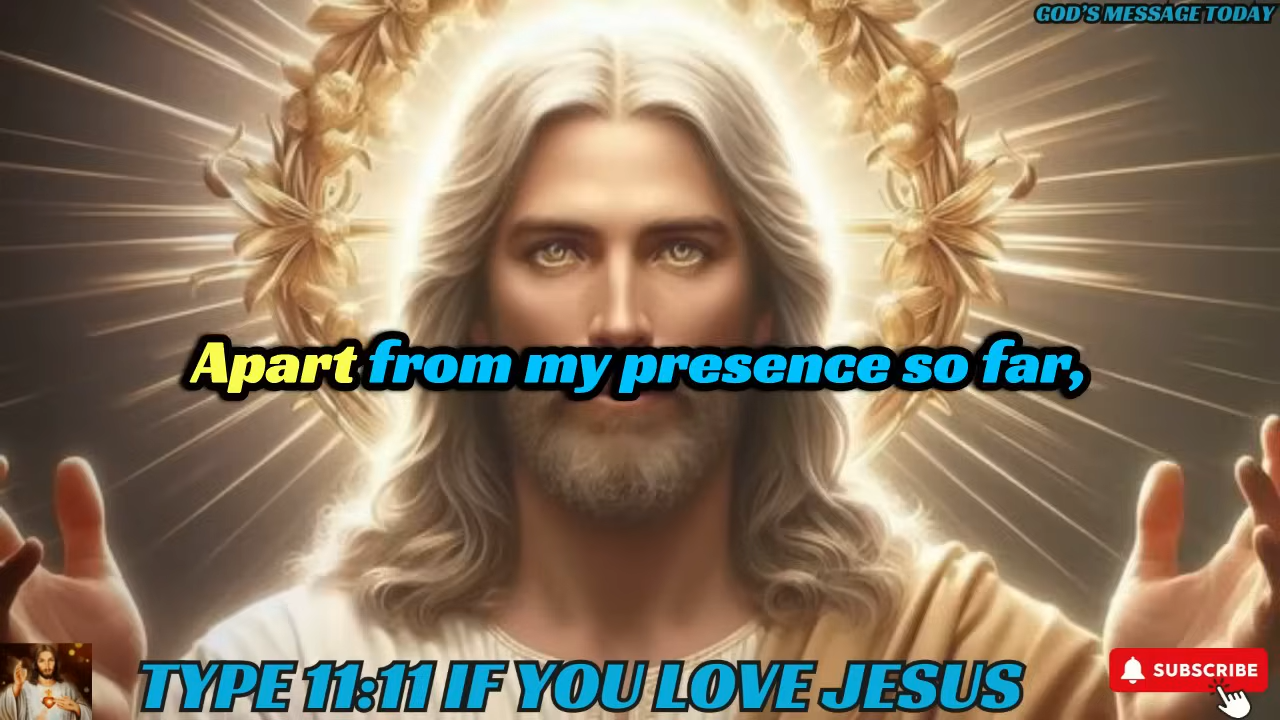 GOD'S MESSAGE TODAY
Apart from my presence so far,
TYPE 11:11 IF YOU LOVE JESUS
SUBSCRIBE